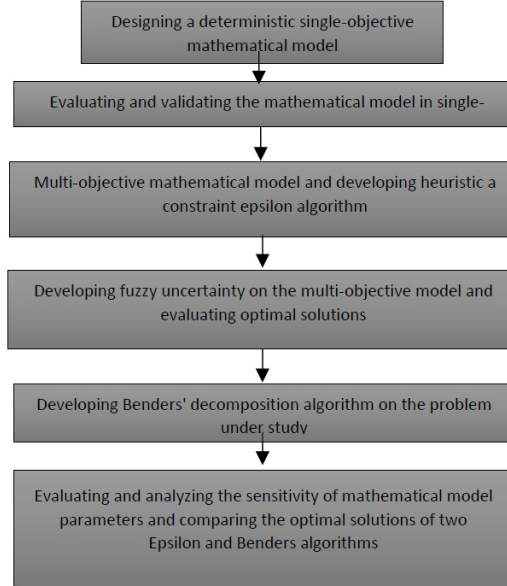 Designing a deterministic single-objective
mathematical model
Evaluating and validating the mathematical model in single-
Multi-objective mathematical model and developing heuristic a
constraint epsilon algorithm
Developing fuzzy uncertainty on the multi-objective model and
evaluating optimal solutions
Developing Benders' decomposition algorithm on the problem
under study
Evaluating and analyzing the sensitivity of mathematical model
parameters and comparing the optimal solutions of two
Epsilon and Benders algorithms